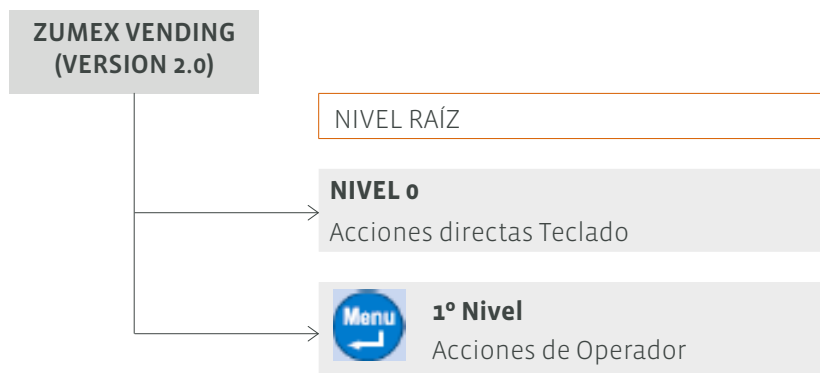 ZUMEX VENDING
(VERSION 2.0)
NIVEL RAÍZ
NIVEL 0
Acciones directas Teclado
Menu
1º Nivel
Acciones de Operador